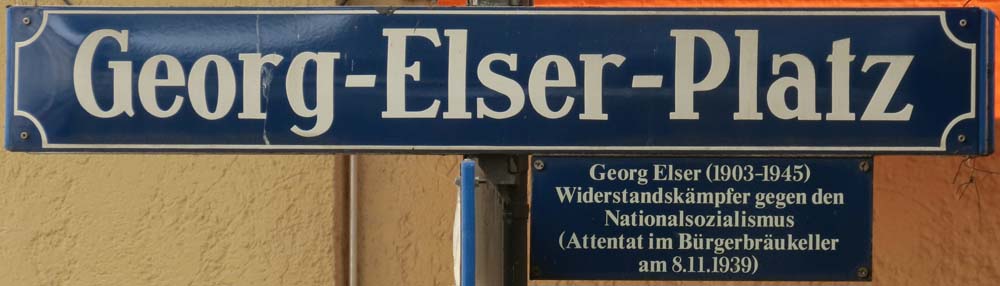 Georg-Elser-Platz
Georg Elser (1903-1945)
Widerstandskämpfer gegen den
Nationalsozialismus
(Attentat im Bürgerbräukeller
am 8.11.1939)